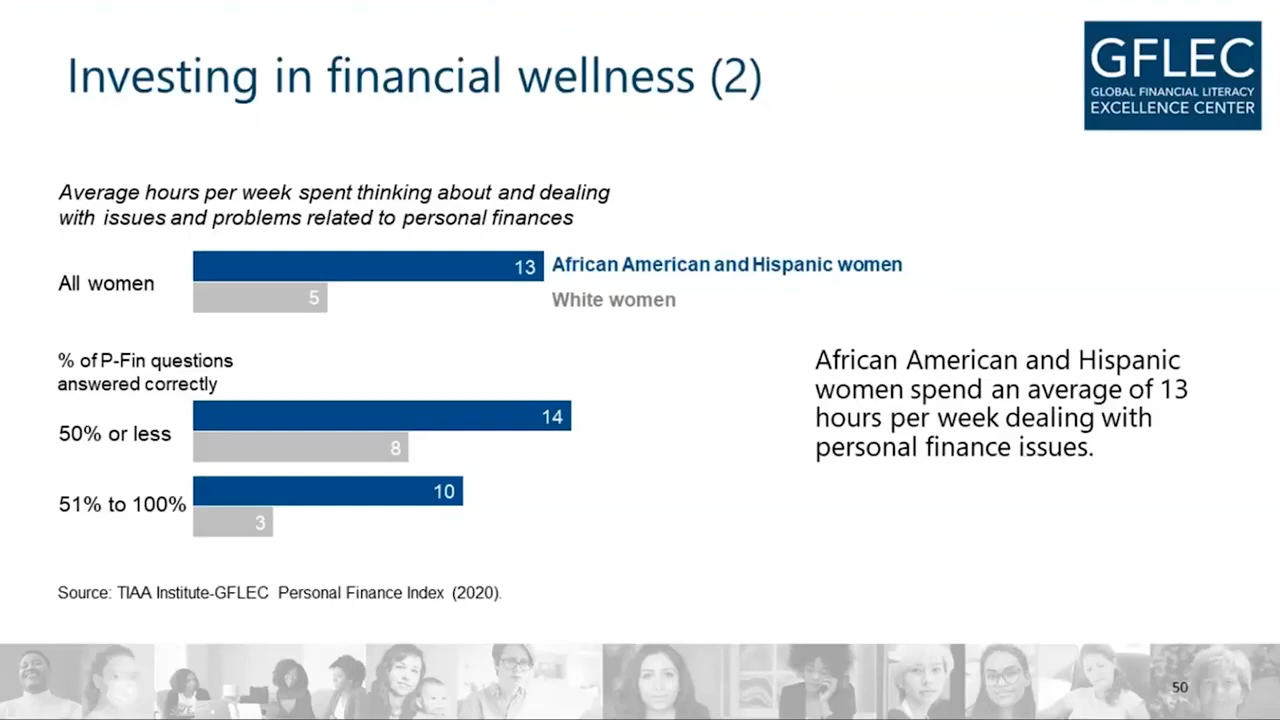 Investing in financial wellness (2)
GFLEC
GLOBAL FINANCIAL LITERACY
EXCELLENCE CENTER
Average hours per week spent thinking about and dealing
with issues and problems related to personal finances
All women
13
African American and Hispanic women
5
White women
% of P-Fin questions
answered correctly
50% or less
14
8
51% to 100%
10
3
African American and Hispanic
women spend an average of 13
hours per week dealing with
personal finance issues.
Source: TIAA Institute-GFLEC Personal Finance Index (2020).
50